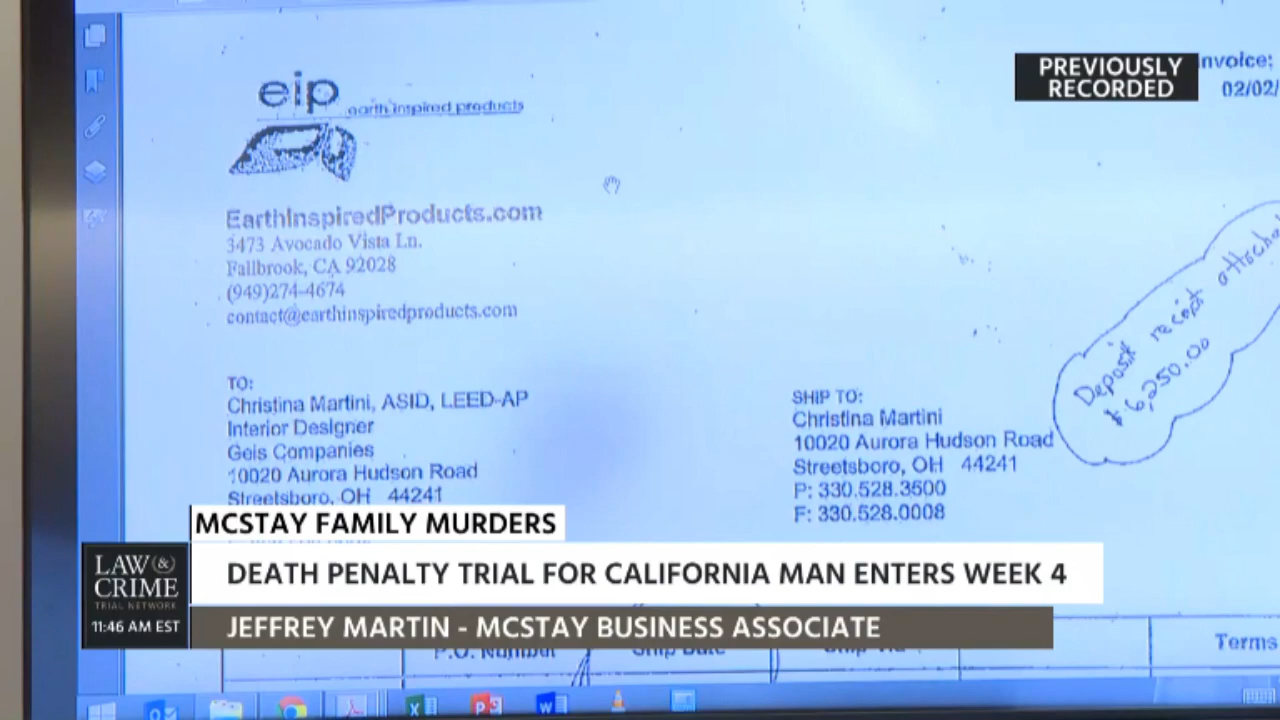 PREVIOUSLY
RECORDED
nvoice:
02/02/
eip
earth inspired products
EarthInspiredProducts.com
3473 Avocado Vista Ln.
Fallbrook, CA 92028
(949)274-4674
contact@earthinspiredproducts.com
Deposit recipt attache
$6,250.00
TO:
Christina Martini, ASID, LEED-AP
Interior Designer
Geis Companies
10020 Aurora Hudson Road
Streetsboro, OH 44241
SHIP TO:
Christina Martini
10020 Aurora Hudson Road
Streetsboro, OH 44241
P: 330.528.3500
F: 330.528.0008
MCSTAY FAMILY MURDERS
DEATH PENALTY TRIAL FOR CALIFORNIA MAN ENTERS WEEK 4
LAW &
CRIME
TRIAL NETWORK
11:46 AM EST
JEFFREY MARTIN - MCSTAY BUSINESS ASSOCIATE
P.O. Number
Ship Date
Ship Via
Terms